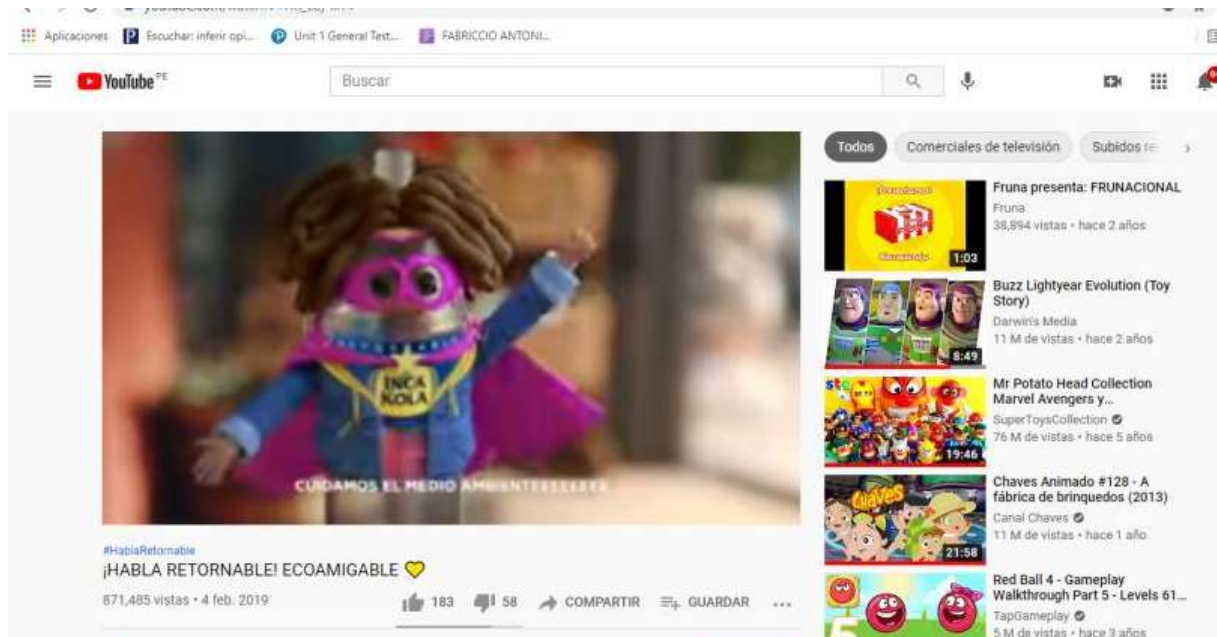 Aplicaciones
Escuchar: inferir opi...
Unit 1 General Test...
FABRICCIO ANTONI...
YouTube PE
Buscar
Todos
Comerciales de televisión
Subidos re
INCA
KOLA
CUIDAMOS EL MEDIO AMBIENTEEEEEEE
#HablaRetornable
¡HABLA RETORNABLE! ECOAMIGABLE
871,485 vistas • 4 feb. 2019
183
58
COMPARTIR
GUARDAR
Fruna presenta: FRUNACIONAL
Fruna
38,894 vistas • hace 2 años
1:03
Buzz Lightyear Evolution (Toy
Story)
Darwin's Media
11 M de vistas • hace 2 años
8:49
Mr Potato Head Collection
Marvel Avengers y...
SuperToysCollection
76 M de vistas • hace 5 años
19:46
Chaves Animado #128 - A
fábrica de brinquedos (2013)
Canal Chaves
11 M de vistas • hace 1 año
Chaves
21:58
Red Ball 4 - Gameplay
Walkthrough Part 5 - Levels 61...
TapGameplay
5 M de vistas • hace 3 años
5